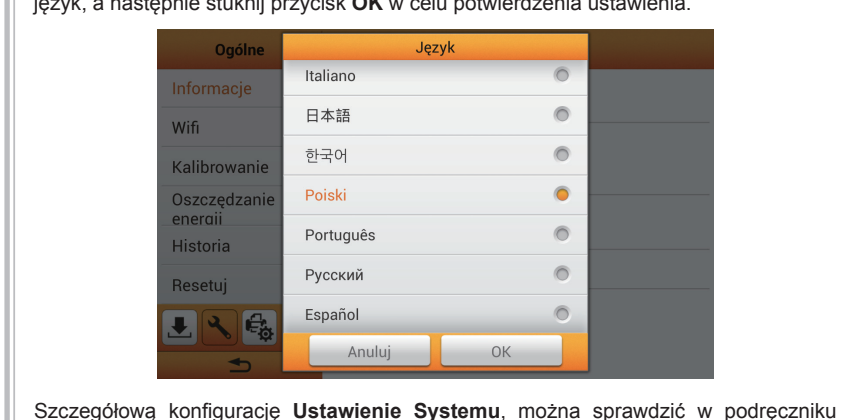 język, a następnie stuknij przycisk OK w celu potwierdzenia ustawienia.
Ogólne
Język
Informacje
Wifi
Kalibrowanie
Oszczędzanie
energii
Historia
Resetuj
Italiano
日本語
한국어
Poiski
Português
Русский
Español
Anuluj
OK
Szczegółową konfigurację Ustawienie Systemu, można sprawdzić w podręczniku